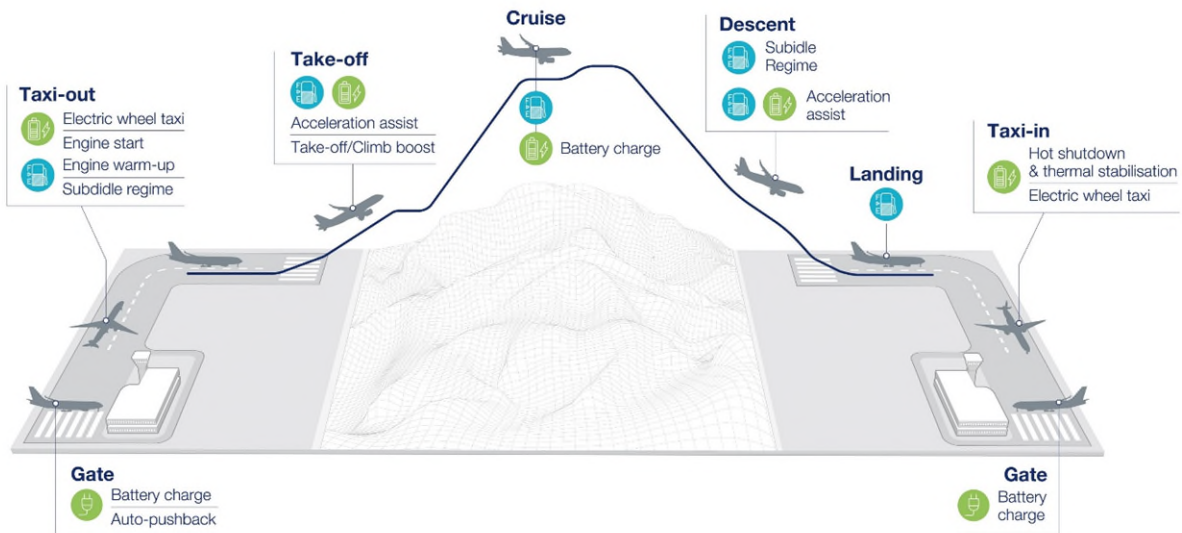 Cruise
Battery charge
Descent
Subidle
Regime
Acceleration
assist
Take-off
Acceleration assist
Take-off/Climb boost
Taxi-out
Electric wheel taxi
Engine start
Engine warm-up
Subdidle regime
Taxi-in
Hot shutdown
& thermal stabilisation
Electric wheel taxi
Landing
Gate
Battery charge
Auto-pushback
Gate
Battery
charge